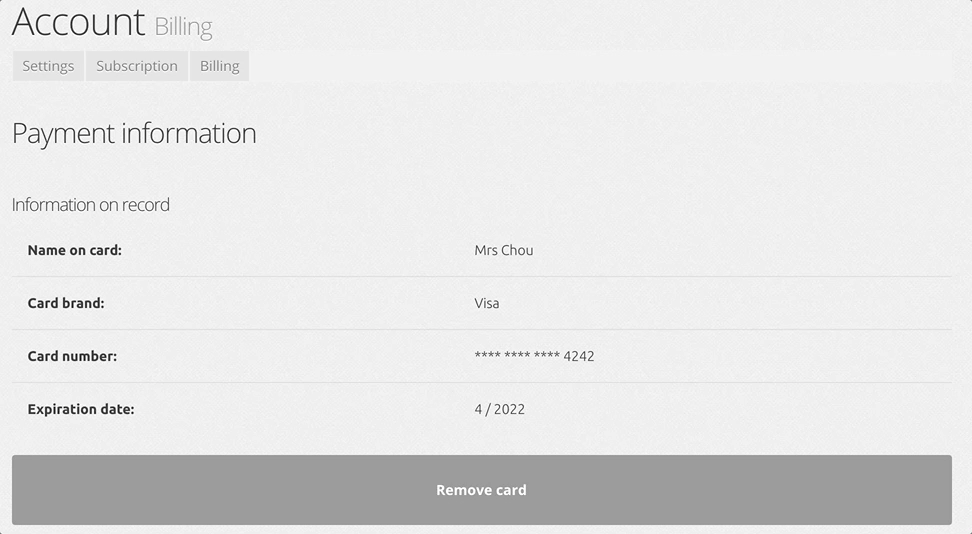 Account Billing
Settings Subscription Billing
Payment information
Information on record
Name on card: Mrs Chou
Card brand: Visa
Card number: **** **** **** 4242
Expiration date: 4 / 2022
Remove card